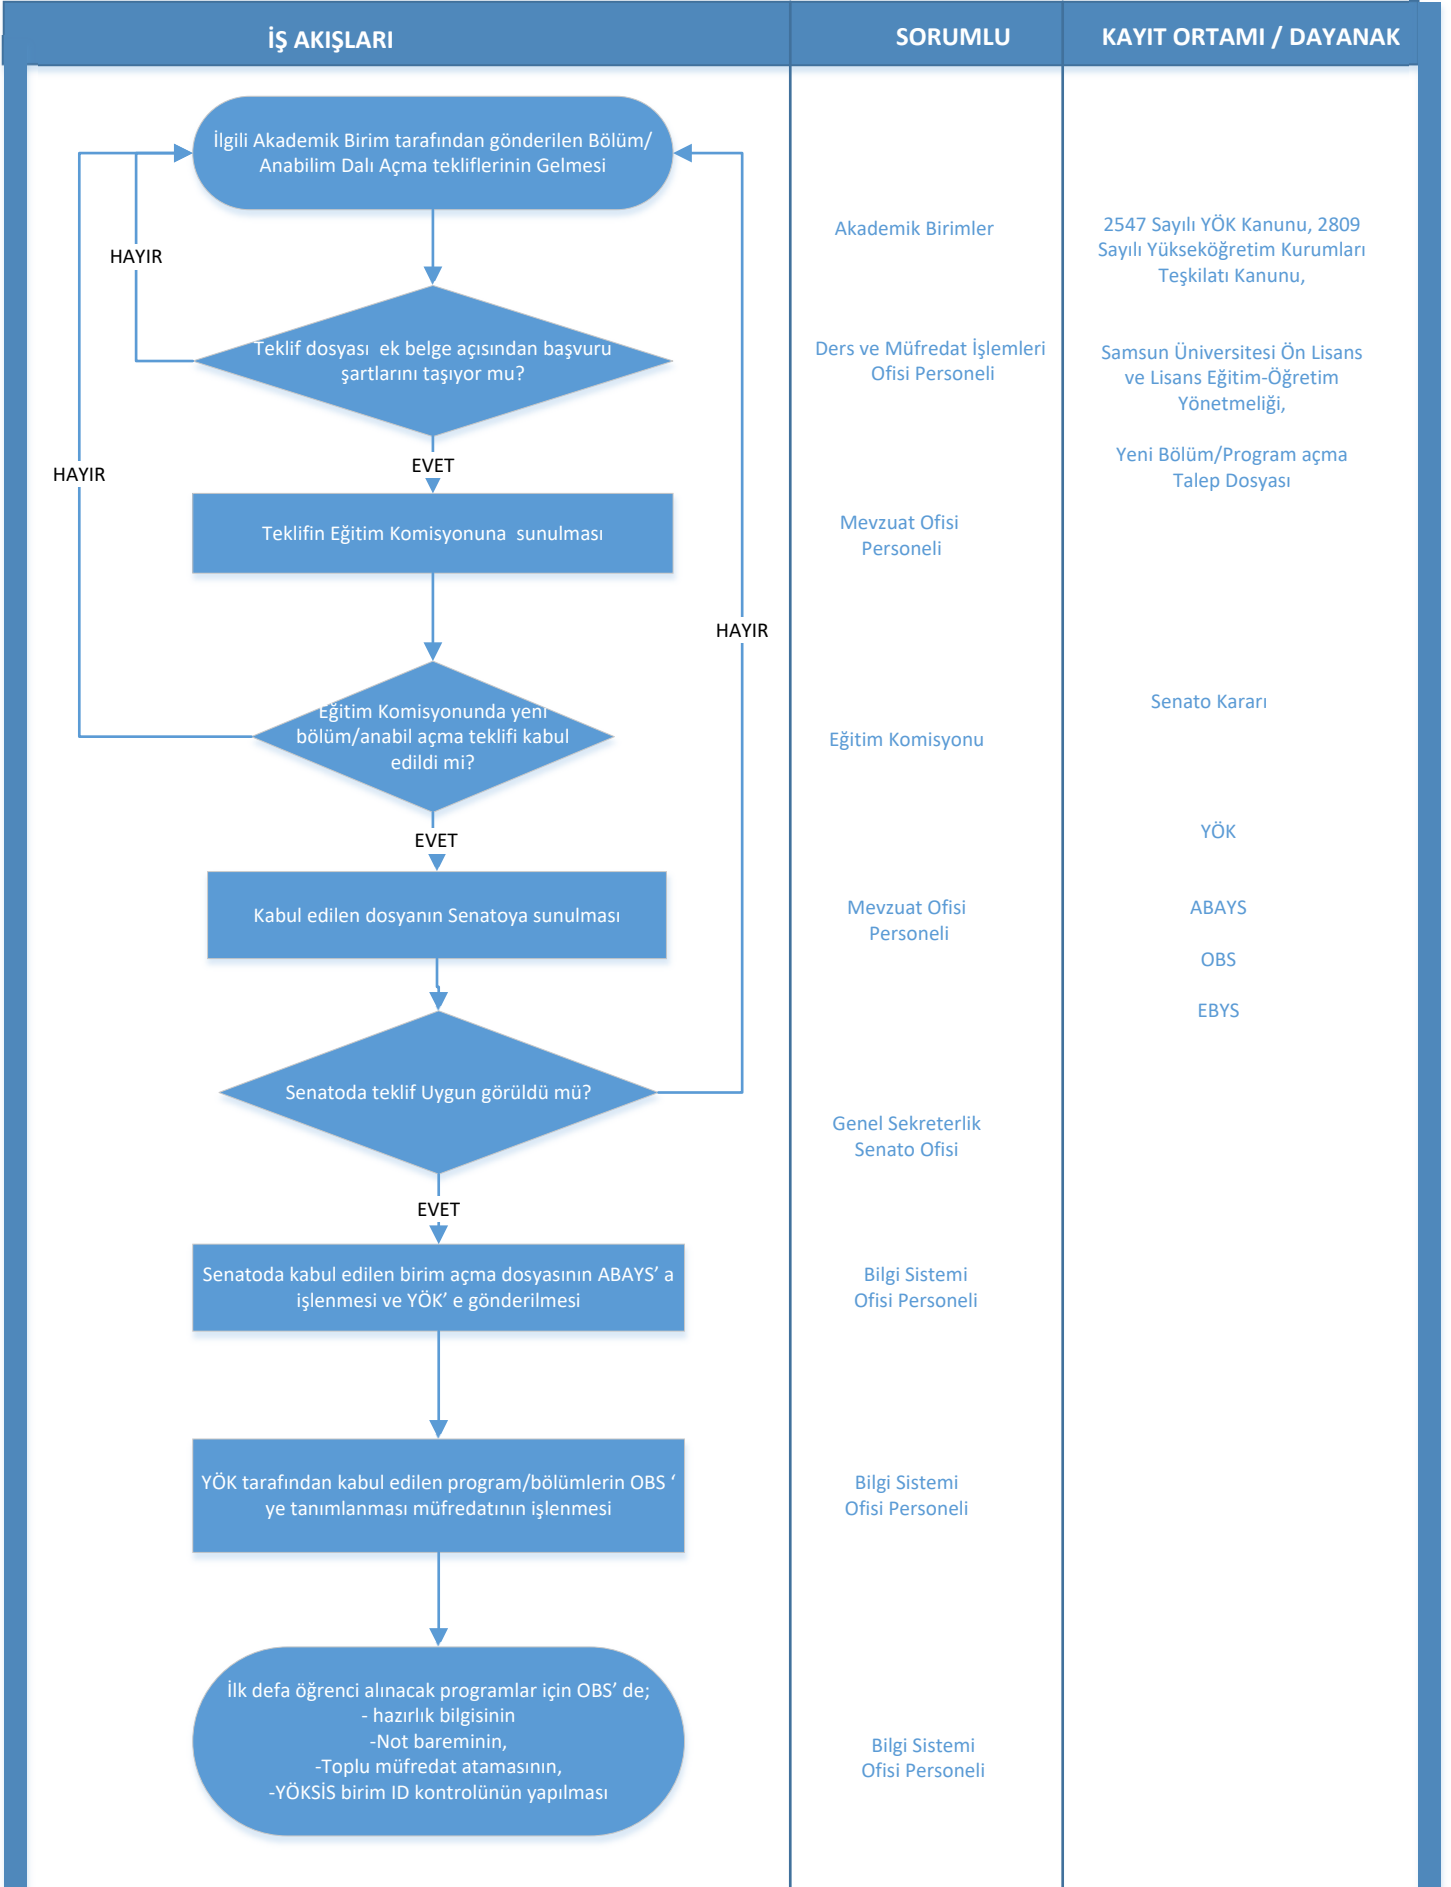 İŞ AKIŞLARI
SORUMLU
KAYIT ORTAMI / DAYANAK
İlgili Akademik Birim tarafından gönderilen Bölüm/
Anabilim Dalı Açma tekliflerinin Gelmesi
HAYIR
Teklif dosyası  ek belge açısından başvuru
şartlarını taşıyor mu?
EVET
HAYIR
Teklifin Eğitim Komisyonuna  sunulması
HAYIR
Eğitim Komisyonunda yeni
bölüm/anabil açma teklifi kabul
edildi mi?
EVET
Kabul edilen dosyanın Senatoya sunulması
Senatoda teklif Uygun görüldü mü?
EVET
Senatoda kabul edilen birim açma dosyasının ABAYS’ a
işlenmesi ve YÖK’ e gönderilmesi
YÖK tarafından kabul edilen program/bölümlerin OBS ‘
ye tanımlanması müfredatının işlenmesi
İlk defa öğrenci alınacak programlar için OBS’ de;
- hazırlık bilgisinin
-Not bareminin,
-Toplu müfredat atamasının,
-YÖKSİS birim ID kontrolünün yapılması
Akademik Birimler
Ders ve Müfredat İşlemleri
Ofisi Personeli
Mevzuat Ofisi
Personeli
Eğitim Komisyonu
Mevzuat Ofisi
Personeli
Genel Sekreterlik
Senato Ofisi
Bilgi Sistemi
Ofisi Personeli
Bilgi Sistemi
Ofisi Personeli
Bilgi Sistemi
Ofisi Personeli
2547 Sayılı YÖK Kanunu, 2809
Sayılı Yükseköğretim Kurumları
Teşkilatı Kanunu,
Samsun Üniversitesi Ön Lisans
ve Lisans Eğitim-Öğretim
Yönetmeliği,
Yeni Bölüm/Program açma
Talep Dosyası
Senato Kararı
YÖK
ABAYS
OBS
EBYS